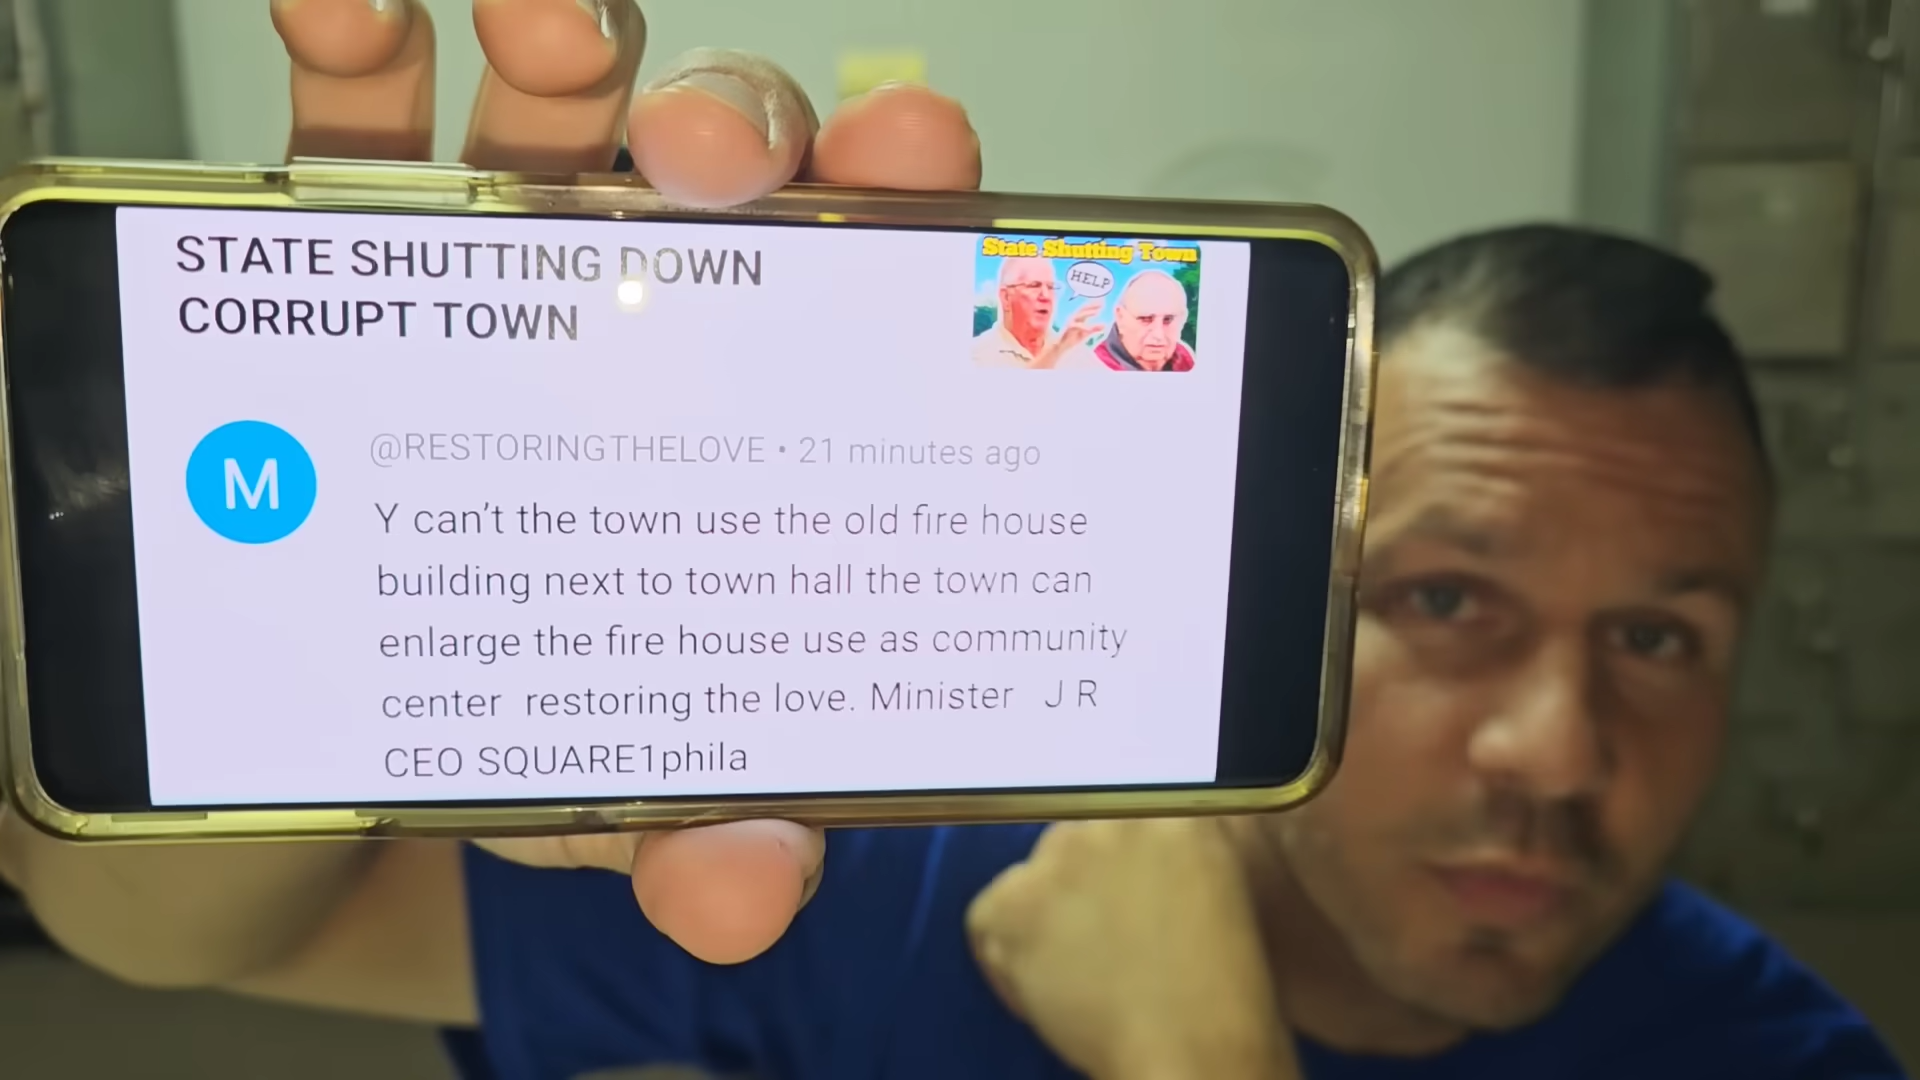 STATE SHUTTING DOWN
CORRUPT TOWN
State Shutting Town
HELP
M
@RESTORINGTHELOVE • 21 minutes ago
Y can't the town use the old fire house
building next to town hall the town can
enlarge the fire house use as community
center restoring the love. Minister J R
CEO SQUARE1phila